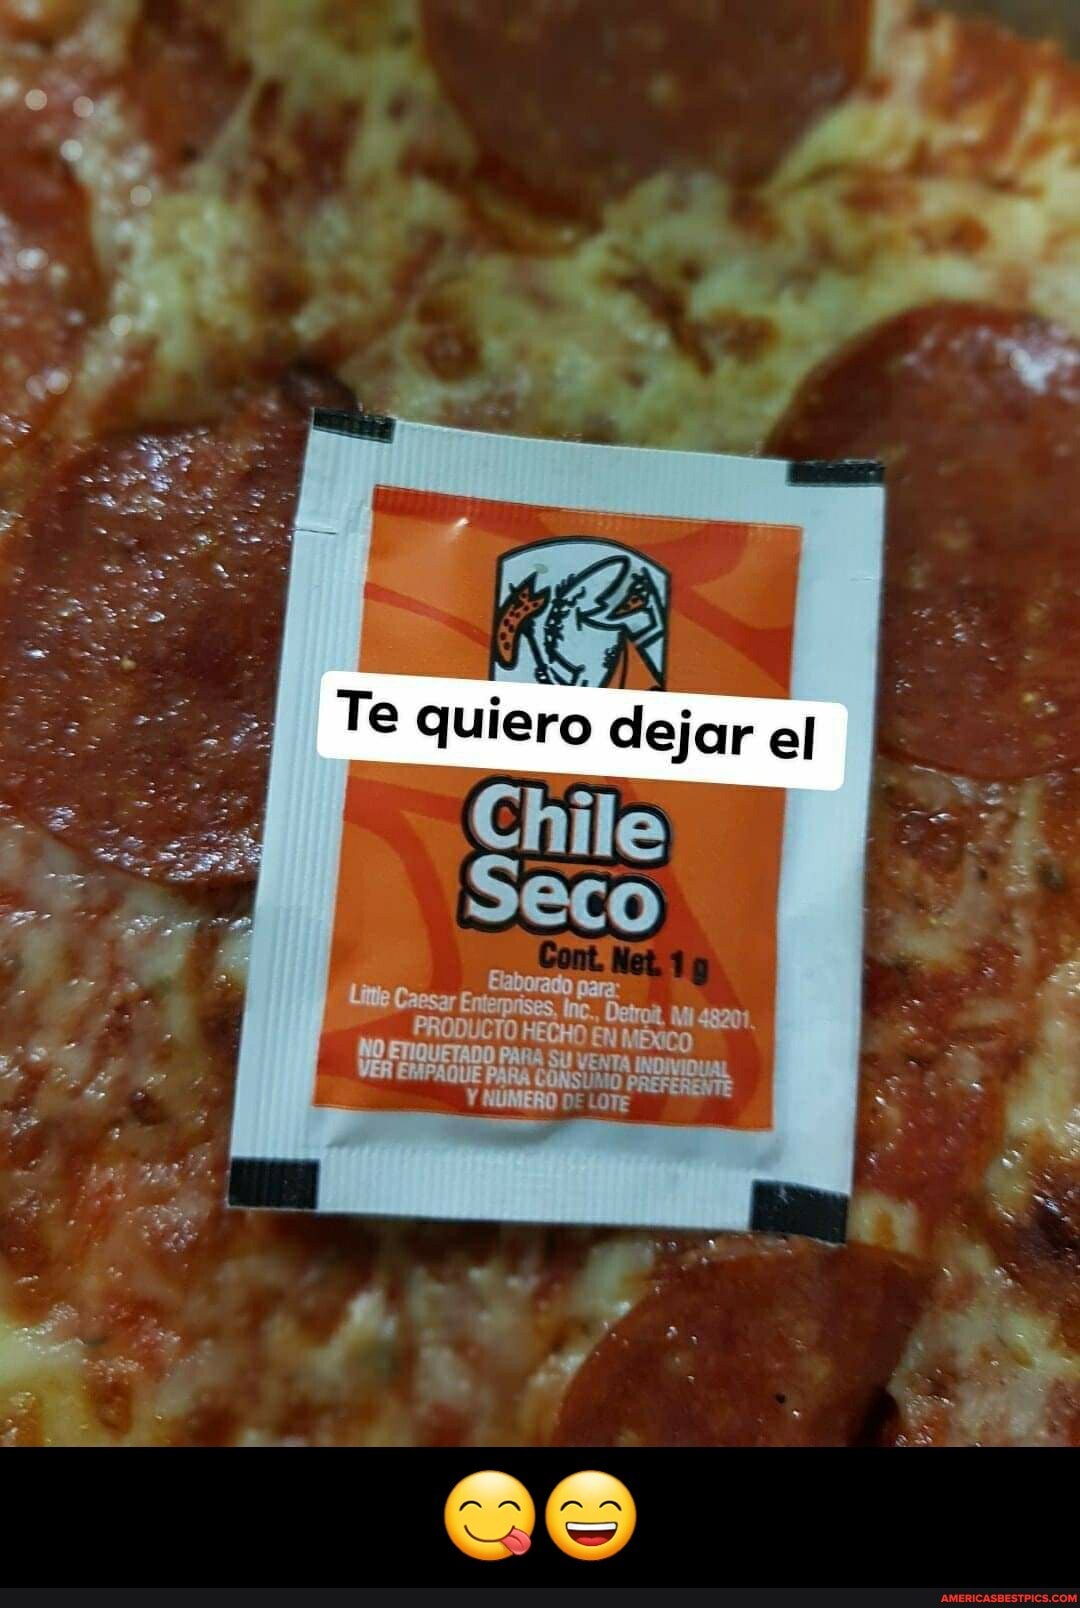 Te quiero dejar el
Chile
Seco
Cont. Net. 1 g
Elaborado para:
Little Caesar Enterprises, Inc., Detroit, MI 48201.
PRODUCTO HECHO EN MÉXICO
NO ETIQUETADO PARA SU VENTA INDIVIDUAL
VER EMPAQUE PARA CONSUMO PREFERENTE
Y NUMERO DE LOTE
AMERICASBESTPICS.COM